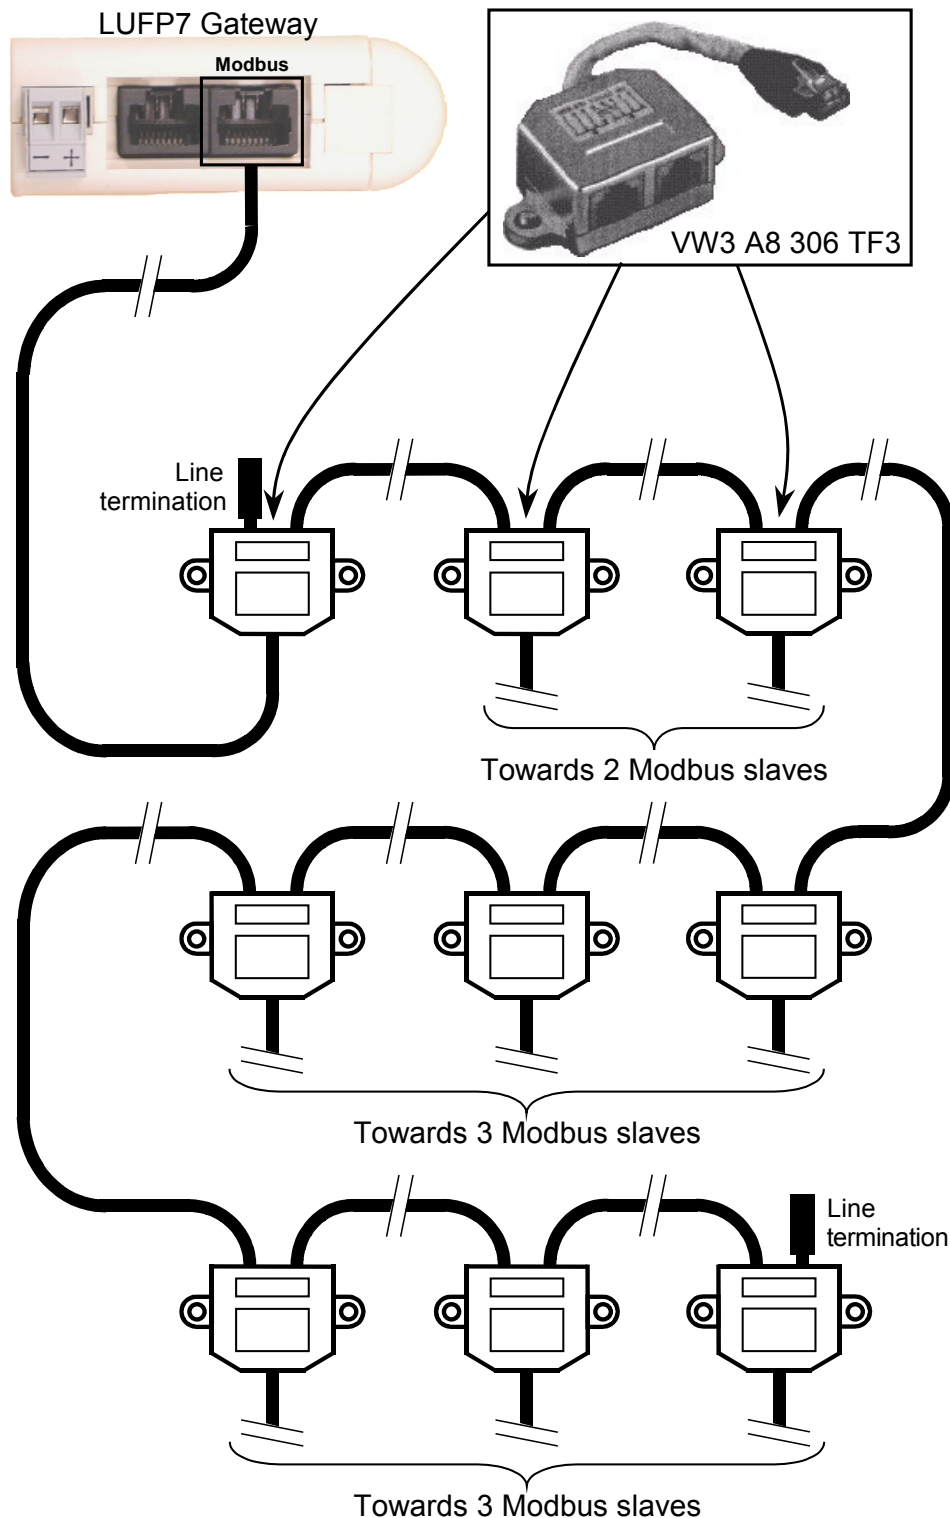 LUFP7 Gateway
Modbus
- +
VW3 A8 306 TF3
Line
termination
Towards 2 Modbus slaves
Towards 3 Modbus slaves
Line
termination
Towards 3 Modbus slaves